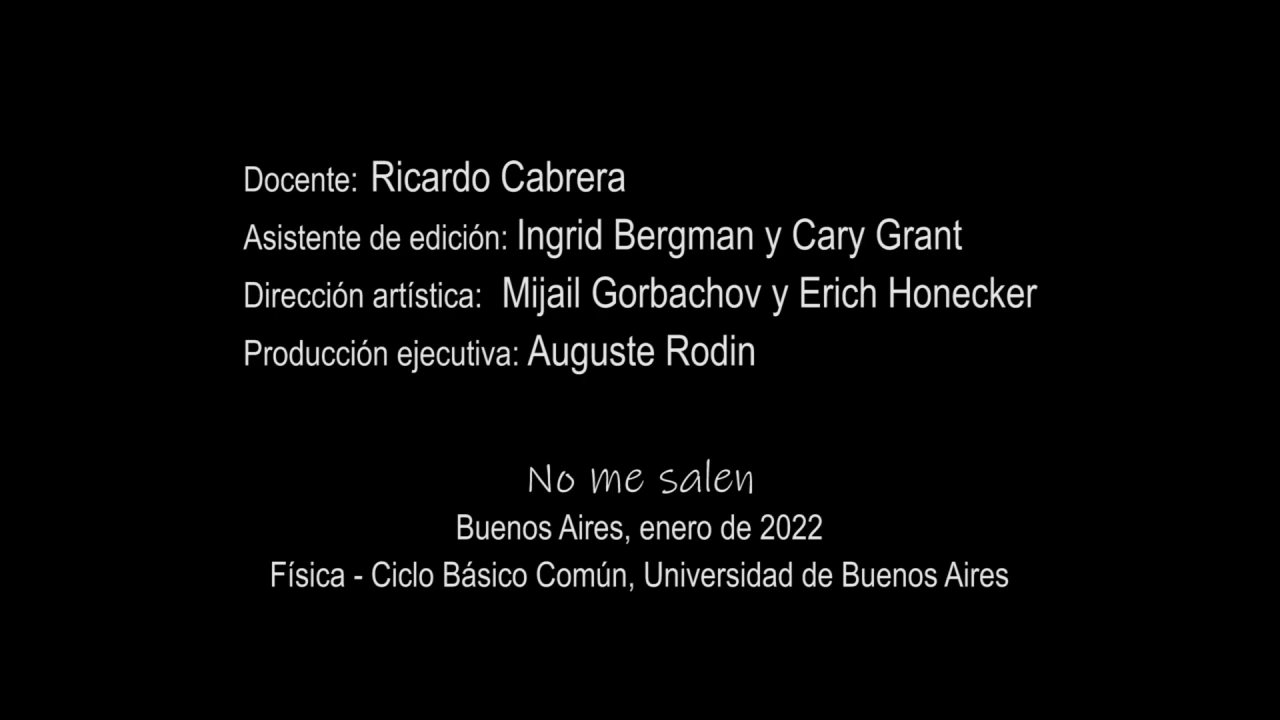 Docente: Ricardo Cabrera
Asistente de edición: Ingrid Bergman y Cary Grant
Dirección artística: Mijail Gorbachov y Erich Honecker
Producción ejecutiva: Auguste Rodin
No me salen
Buenos Aires, enero de 2022
Física - Ciclo Básico Común, Universidad de Buenos Aires